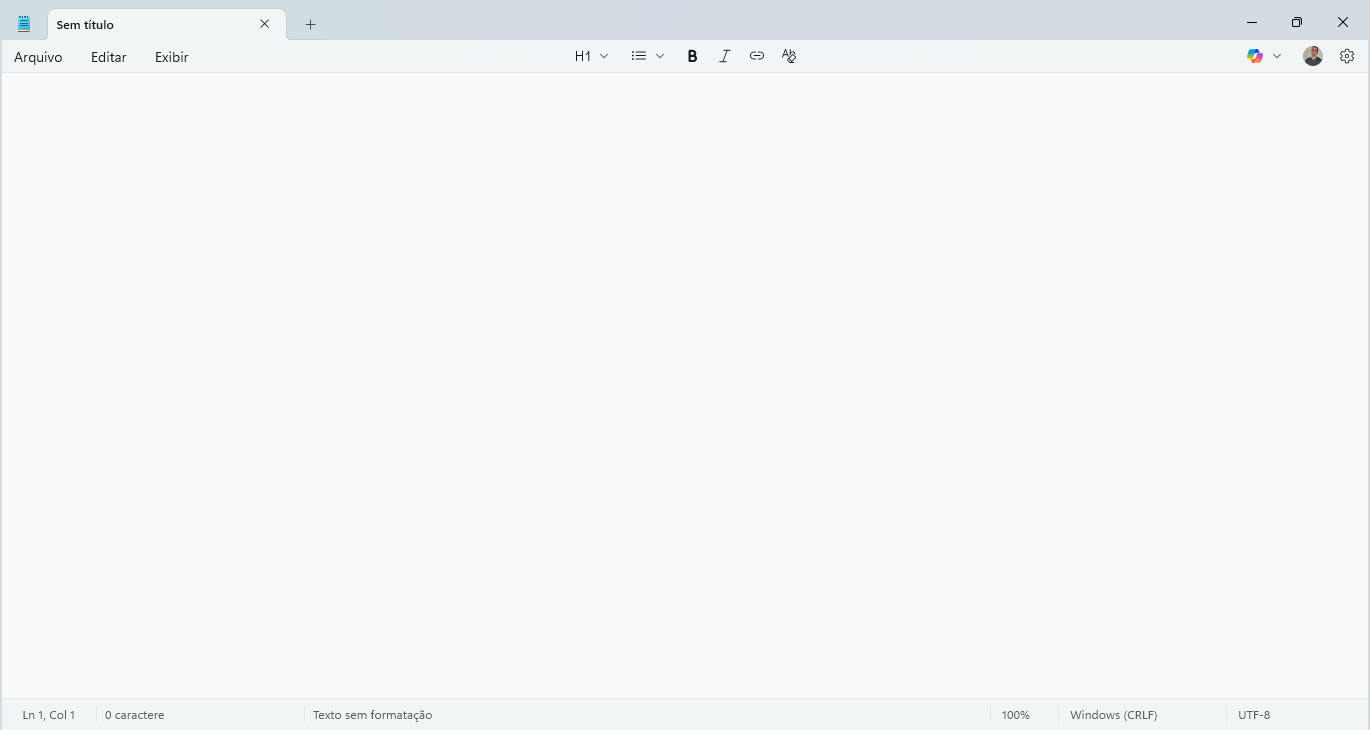 Sem título
Arquivo Editar Exibir H1 B I
Ln 1, Col 1 0 caractere Texto sem formatação 100% Windows (CRLF) UTF-8